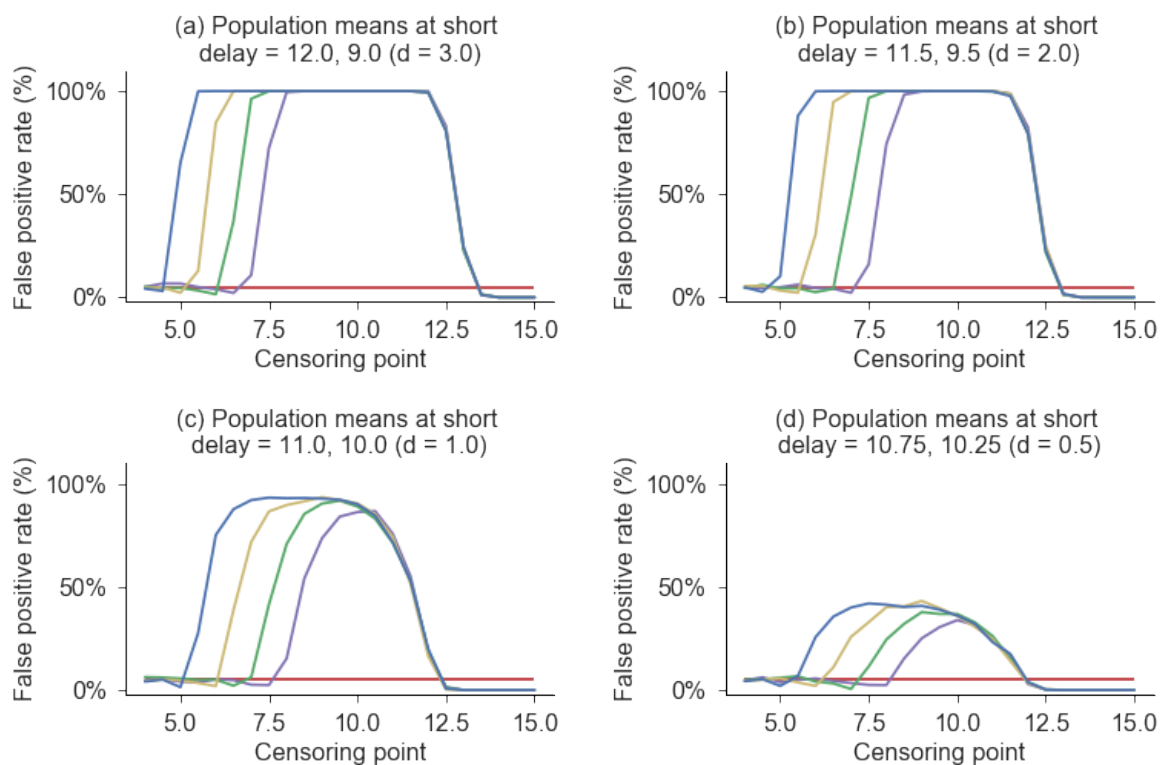 (a) Population means at short
delay = 12.0, 9.0 (d = 3.0)
False positive rate (%)
100%
50%
0%
5.0 7.5 10.0 12.5 15.0
Censoring point
(b) Population means at short
delay = 11.5, 9.5 (d = 2.0)
False positive rate (%)
100%
50%
0%
5.0 7.5 10.0 12.5 15.0
Censoring point
(c) Population means at short
delay = 11.0, 10.0 (d = 1.0)
False positive rate (%)
100%
50%
0%
5.0 7.5 10.0 12.5 15.0
Censoring point
(d) Population means at short
delay = 10.75, 10.25 (d = 0.5)
False positive rate (%)
100%
50%
0%
5.0 7.5 10.0 12.5 15.0
Censoring point